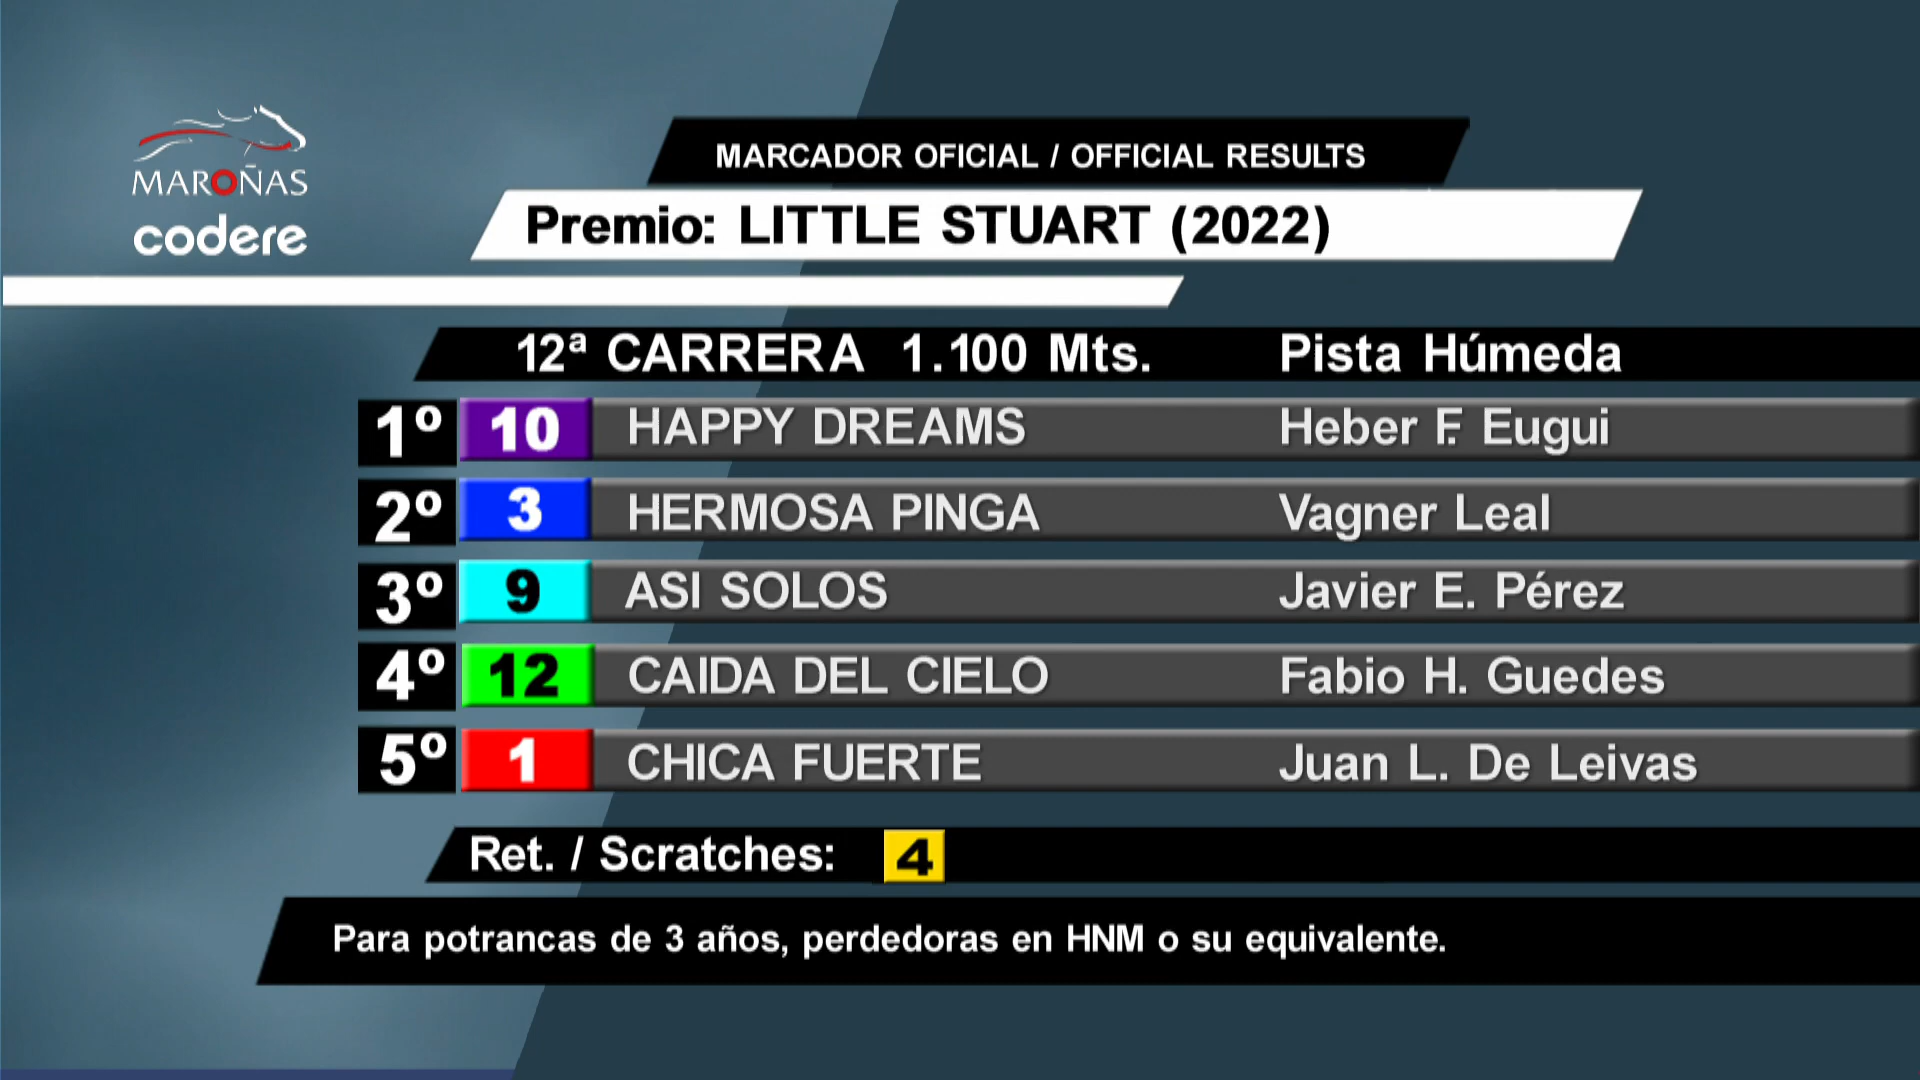 MAROÑAS
codere
MARCADOR OFICIAL / OFFICIAL RESULTS
Premio: LITTLE STUART (2022)
12ª CARRERA 1.100 Mts. Pista Húmeda
1º 10 HAPPY DREAMS Heber F. Eugui
2º 3 HERMOSA PINGA Vagner Leal
3º 9 ASI SOLOS Javier E. Pérez
4º 12 CAIDA DEL CIELO Fabio H. Guedes
5º 1 CHICA FUERTE Juan L. De Leivas
Ret. / Scratches: 4
Para potrancas de 3 años, perdedoras en HNM o su equivalente.